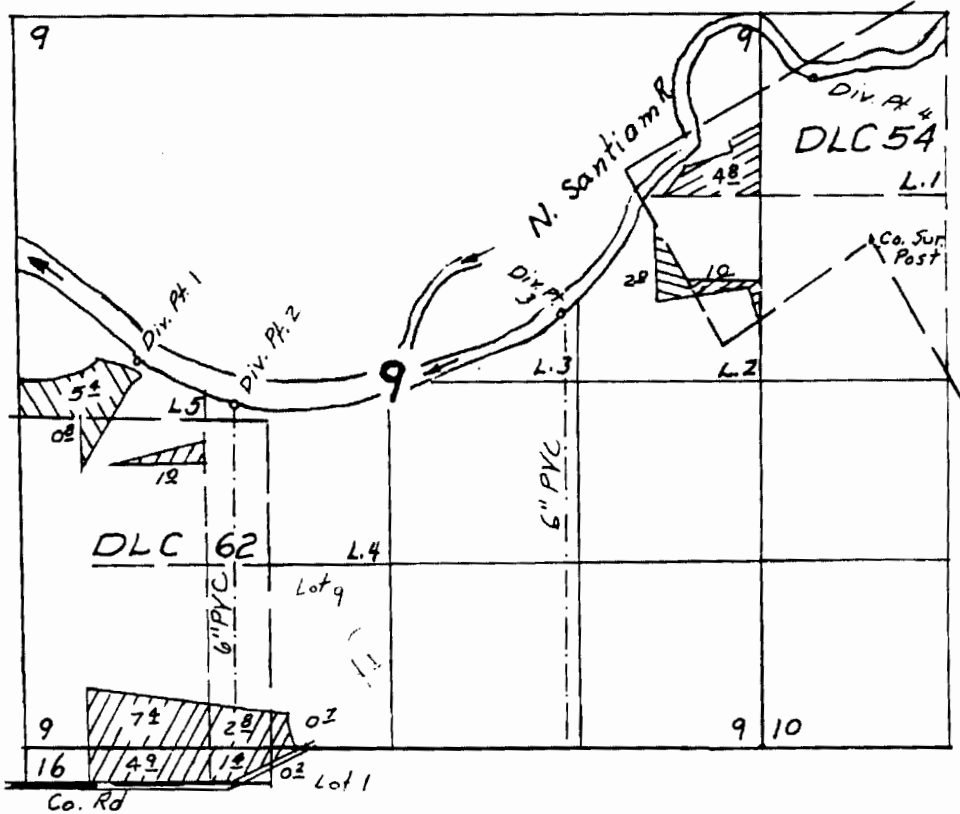 9
9
N. Santiam R
Div. Pt. 4
DLC 54
L.1
4 8
Co. Sur.
Post
2 8
1 0
Div. Pt.
3
Div. Pt. 1
Div. Pt. 2
9
L.3
L.2
5 4
L.5
0 8
1 0
6" PVC
DLC 62
L.4
Lot 9
6" PVC
7 4
2 8
0 7
9
9
10
16
4 9
1 4
Lot 1
Co. Rd